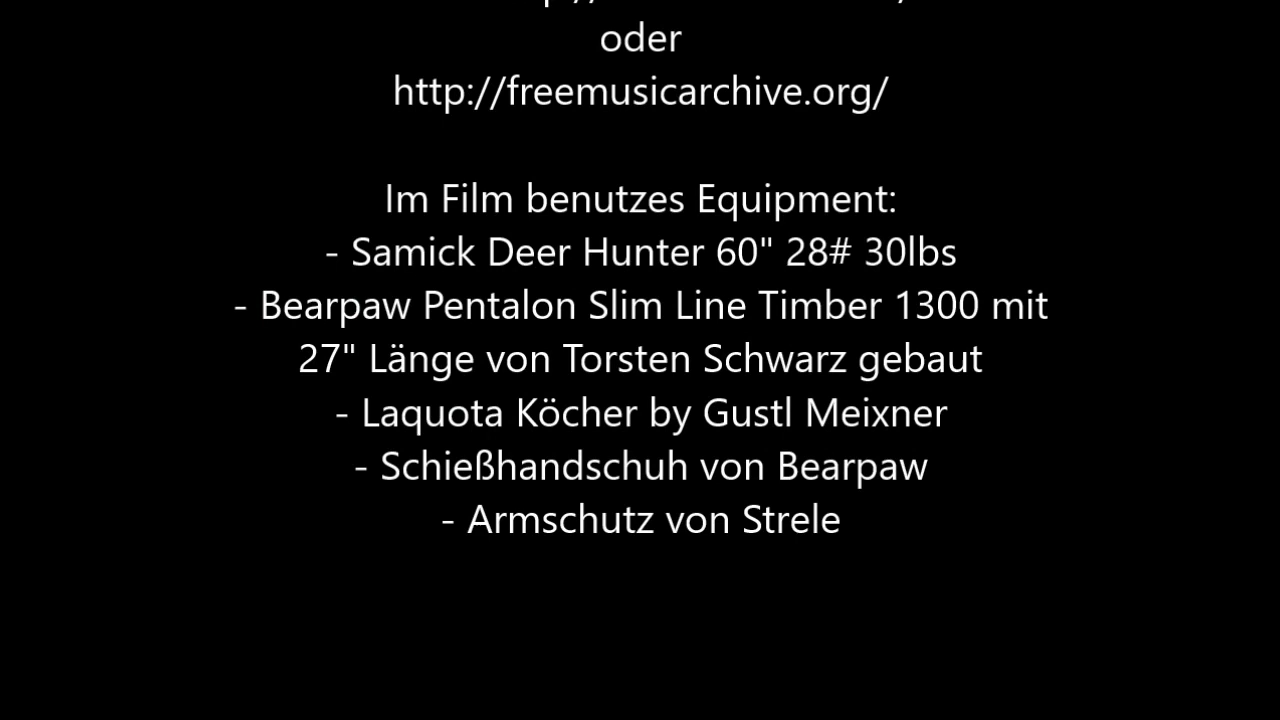 oder
http://freemusicarchive.org/
Im Film benutzes Equipment:
- Samick Deer Hunter 60" 28# 30lbs
- Bearpaw Pentalon Slim Line Timber 1300 mit
27" Länge von Torsten Schwarz gebaut
- Laquota Köcher by Gustl Meixner
- Schießhandschuh von Bearpaw
- Armschutz von Strele